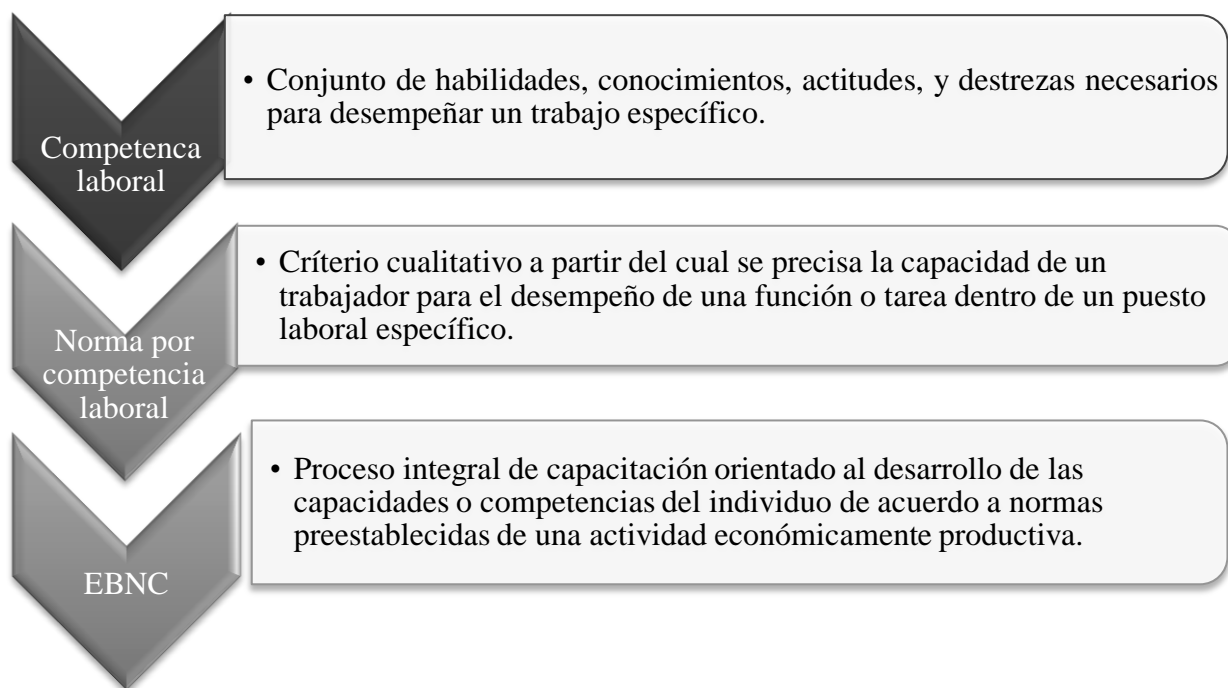 Competenca
laboral
• Conjunto de habilidades, conocimientos, actitudes, y destrezas necesarios
para desempeñar un trabajo específico.
Norma por
competencia
laboral
• Críterio cualitativo a partir del cual se precisa la capacidad de un
trabajador para el desempeño de una función o tarea dentro de un puesto
laboral específico.
EBNC
• Proceso integral de capacitación orientado al desarrollo de las
capacidades o competencias del individuo de acuerdo a normas
preestablecidas de una actividad económicamente productiva.